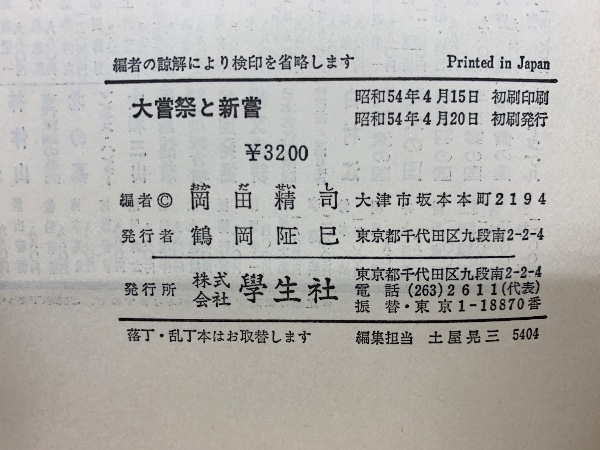 編者の諒解により検印を省略します Printed in Japan
大嘗祭と新嘗
昭和54年4月15日 初刷印刷
昭和54年4月20日 初刷発行
¥3200
編者© 岡田精司 大津市坂本本町2194
発行者 鶴岡阷巳 東京都千代田区九段南2-2-4
発行所 株式会社 學生社
東京都千代田区九段南2-2-4
電話 (263) 2611(代表)
振替・東京1-18870番
落丁・乱丁本はお取替します 編集担当 土屋晃三 5404